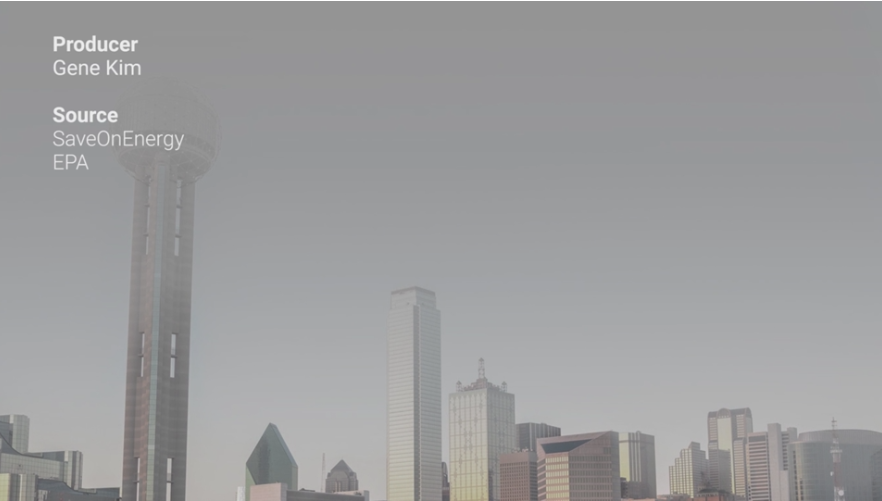 Producer
Gene Kim
Source
SaveOnEnergy
EPA